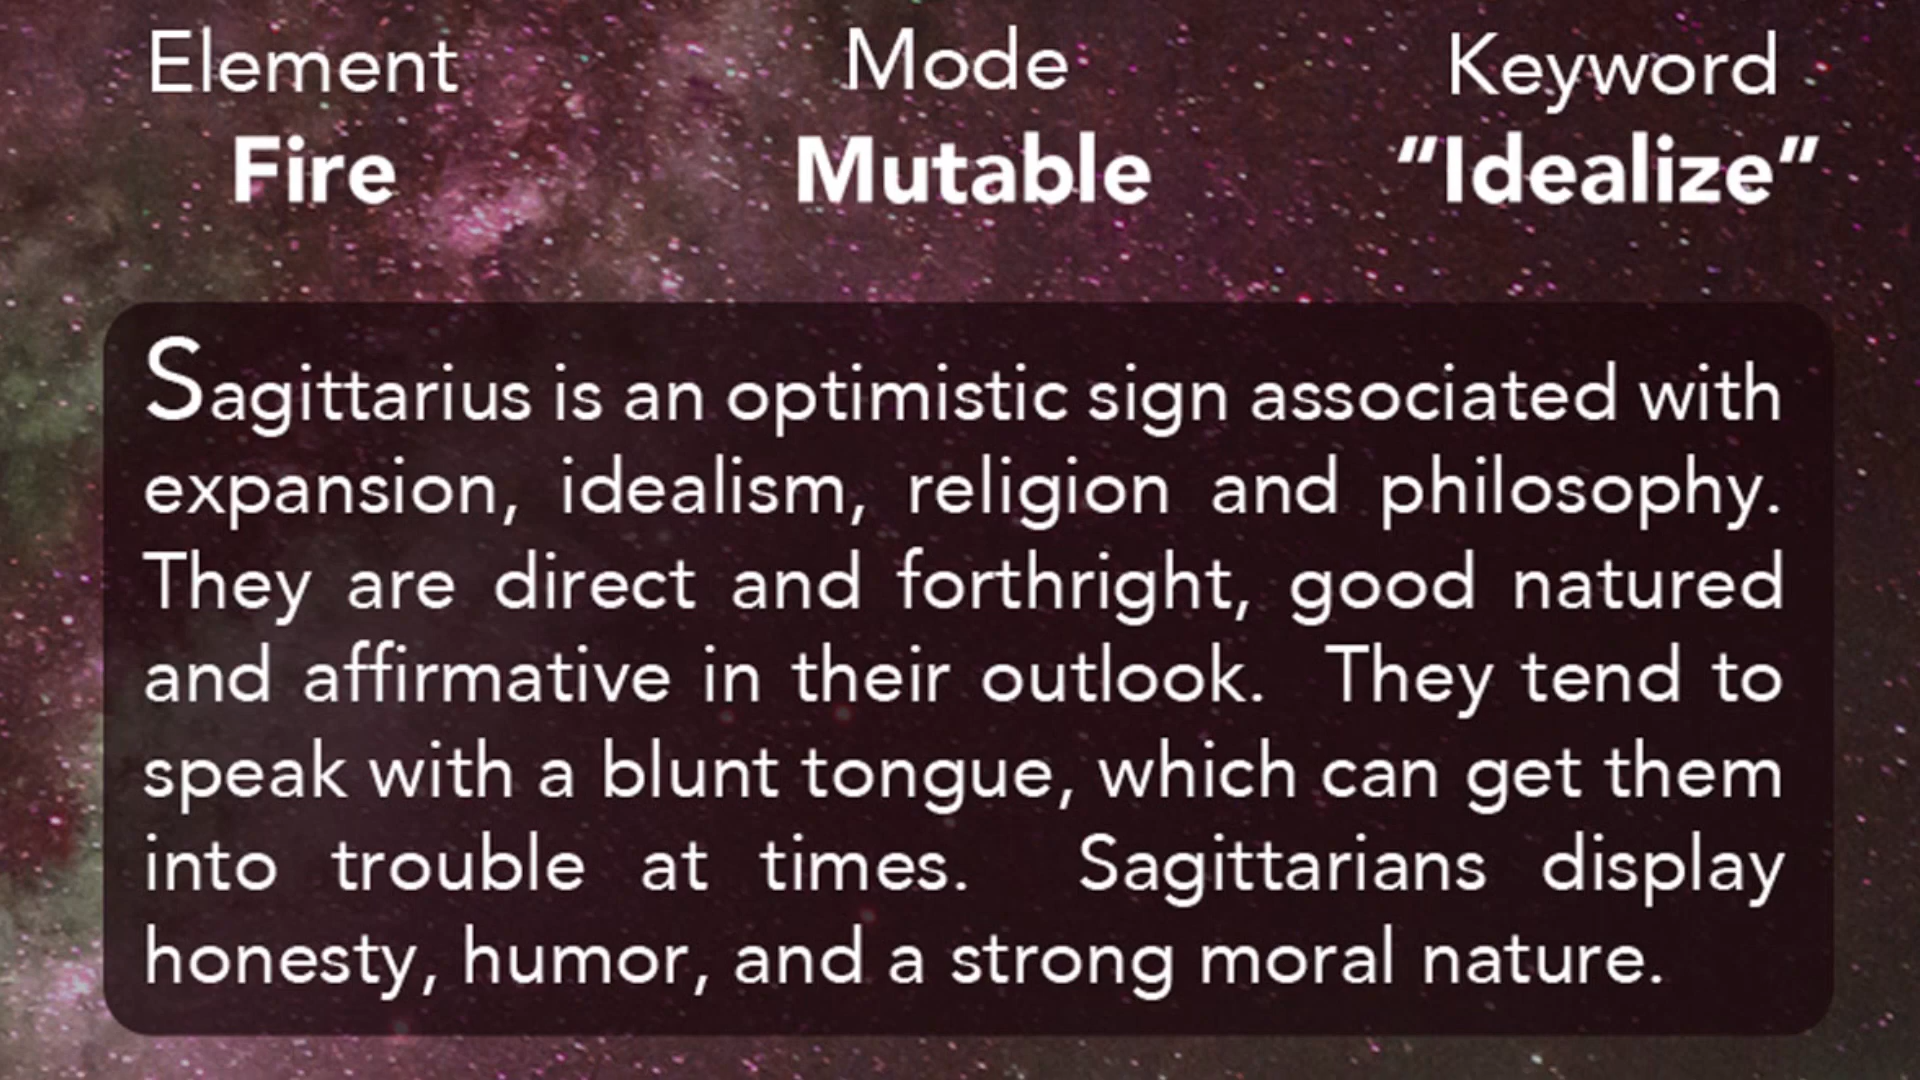 Element Mode Keyword
Fire Mutable “Idealize”
Sagittarius is an optimistic sign associated with
expansion, idealism, religion and philosophy.
They are direct and forthright, good natured
and affirmative in their outlook. They tend to
speak with a blunt tongue, which can get them
into trouble at times. Sagittarians display
honesty, humor, and a strong moral nature.